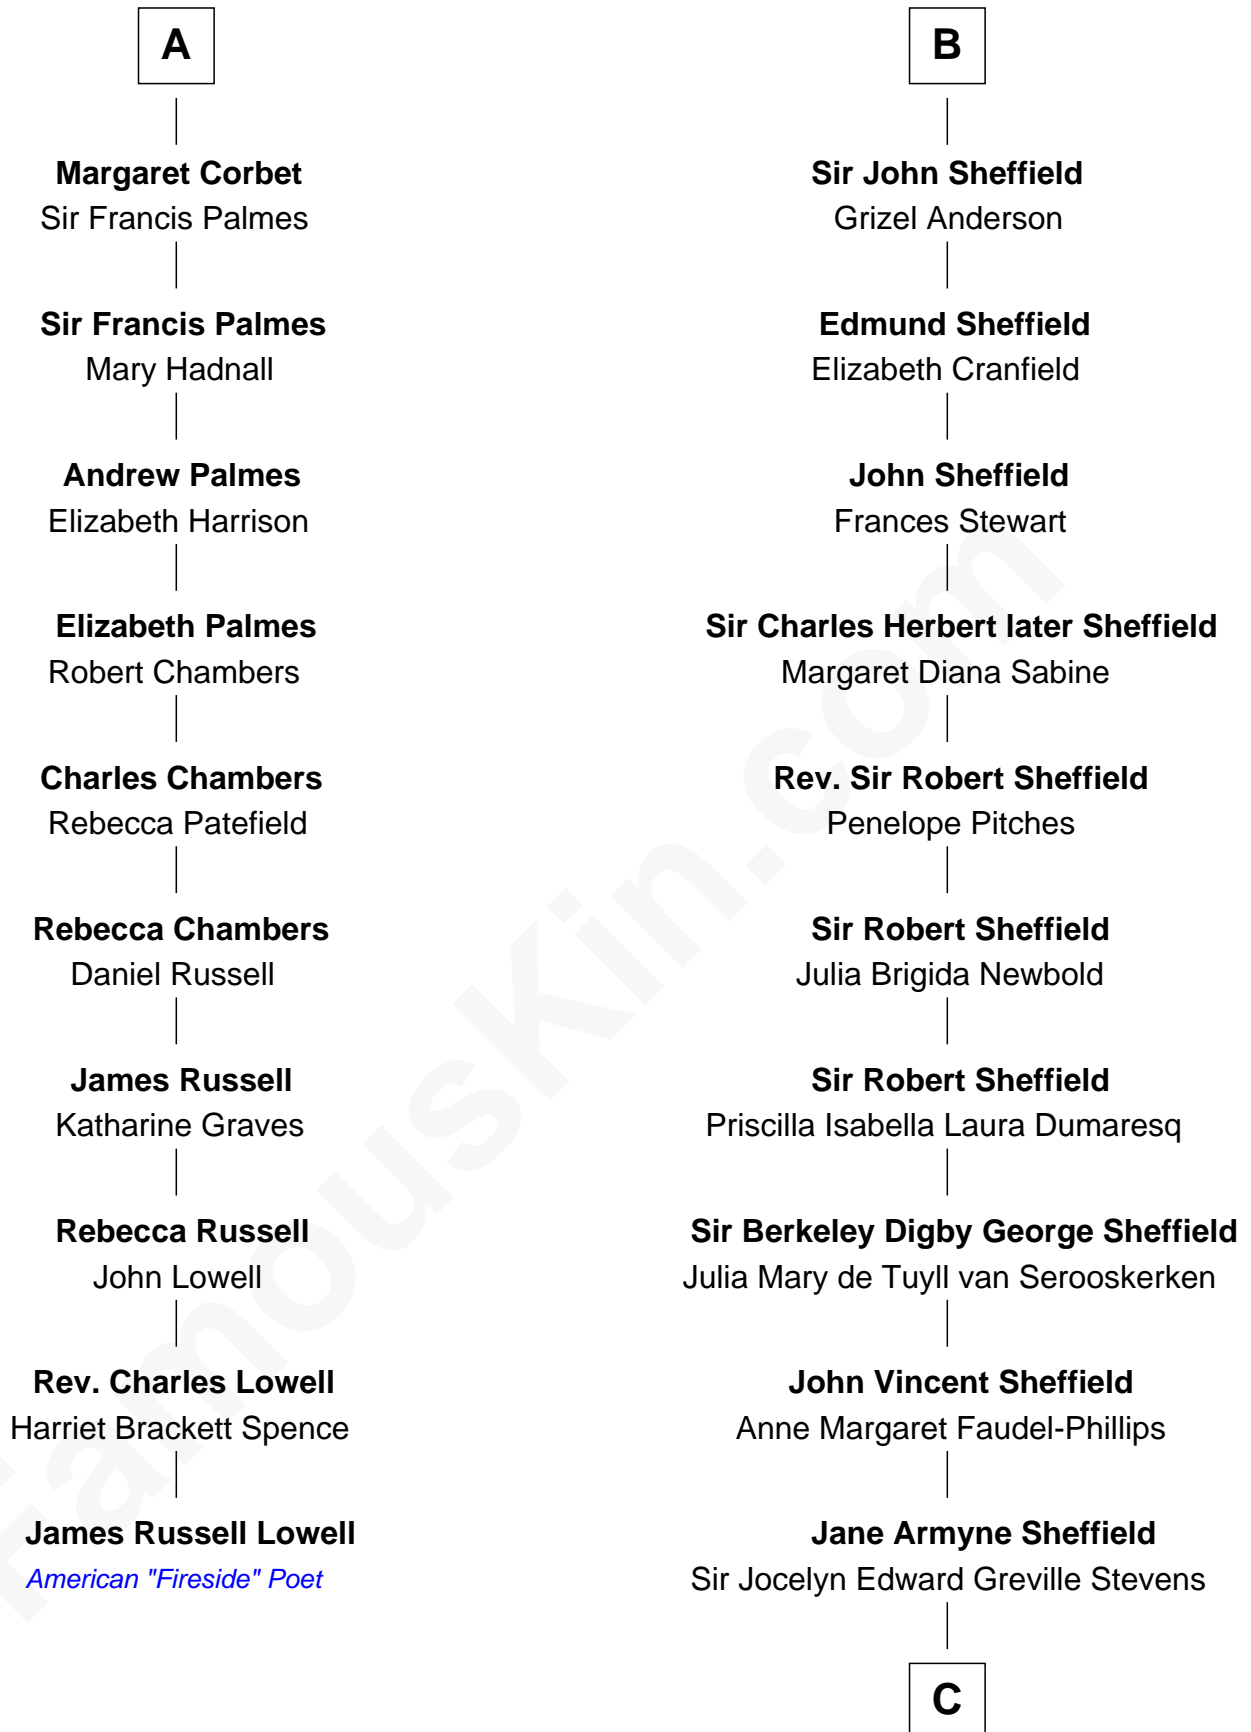 A
Margaret Corbet
Sir Francis Palmes
Sir Francis Palmes
Mary Hadnall
Andrew Palmes
Elizabeth Harrison
Elizabeth Palmes
Robert Chambers
Charles Chambers
Rebecca Patefield
Rebecca Chambers
Daniel Russell
James Russell
Katharine Graves
Rebecca Russell
John Lowell
Rev. Charles Lowell
Harriet Brackett Spence
James Russell Lowell
American "Fireside" Poet
B
Sir John Sheffield
Grizel Anderson
Edmund Sheffield
Elizabeth Cranfield
John Sheffield
Frances Stewart
Sir Charles Herbert later Sheffield
Margaret Diana Sabine
Rev. Sir Robert Sheffield
Penelope Pitches
Sir Robert Sheffield
Julia Brigida Newbold
Sir Robert Sheffield
Priscilla Isabella Laura Dumaresq
Sir Berkeley Digby George Sheffield
Julia Mary de Tuyll van Serooskerken
John Vincent Sheffield
Anne Margaret Faudel-Phillips
Jane Armyne Sheffield
Sir Jocelyn Edward Greville Stevens
C
FamousKin.com